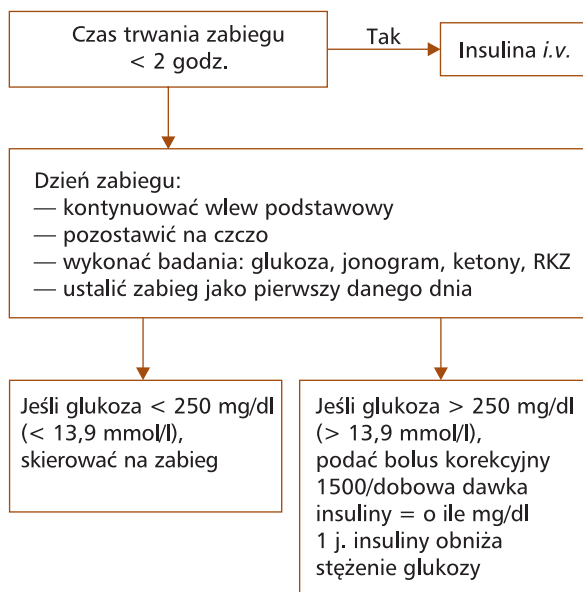 Czas trwania zabiegu
< 2 godz.
Tak
Insulina i.v.
Dzień zabiegu:
— kontynuować wlew podstawowy
— pozostawić na czczo
— wykonać badania: glukoza, jonogram, ketony, RKZ
— ustalić zabieg jako pierwszy danego dnia
Jeśli glukoza < 250 mg/dl
(< 13,9 mmol/l),
skierować na zabieg
Jeśli glukoza > 250 mg/dl
(> 13,9 mmol/l),
podać bolus korekcyjny
1500/dobowa dawka
insuliny = o ile mg/dl
1 j. insuliny obniża
stężenie glukozy